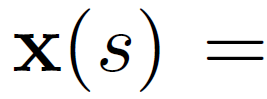 𝐱(s) =